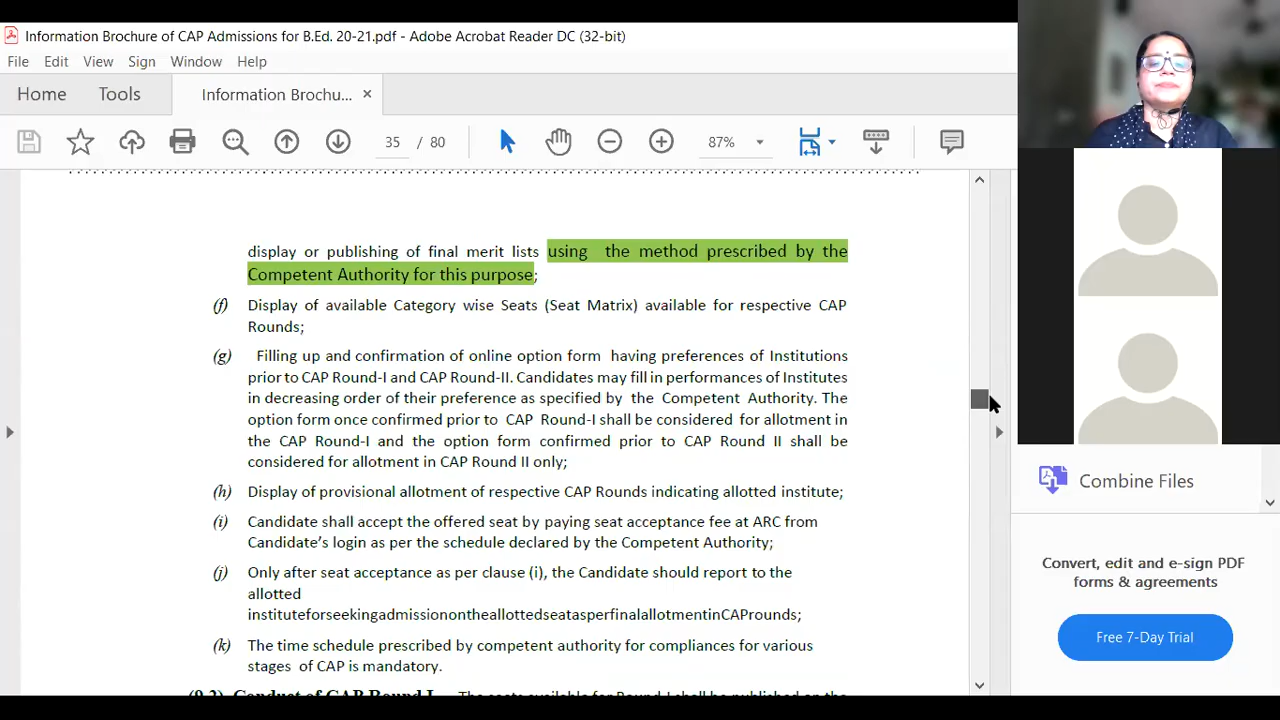 Information Brochure of CAP Admissions for B.Ed. 20-21.pdf - Adobe Acrobat Reader DC (32-bit)
File Edit View Sign Window Help
Home Tools Information Brochu... ×
35 / 80 87%
display or publishing of final merit lists using the method prescribed by the
Competent Authority for this purpose;
(f) Display of available Category wise Seats (Seat Matrix) available for respective CAP
Rounds;
(g) Filling up and confirmation of online option form having preferences of Institutions
prior to CAP Round-I and CAP Round-II. Candidates may fill in performances of Institutes
in decreasing order of their preference as specified by the Competent Authority. The
option form once confirmed prior to CAP Round-I shall be considered for allotment in
the CAP Round-I and the option form confirmed prior to CAP Round II shall be
considered for allotment in CAP Round II only;
(h) Display of provisional allotment of respective CAP Rounds indicating allotted institute;
(i) Candidate shall accept the offered seat by paying seat acceptance fee at ARC from
Candidate's login as per the schedule declared by the Competent Authority;
(j) Only after seat acceptance as per clause (i), the Candidate should report to the
allotted
instituteforseekingadmissionontheallottedseatasperfinalallotmentinCAProunds;
(k) The time schedule prescribed by competent authority for compliances for various
stages of CAP is mandatory.
(9.2) Conduct of CAP Round I. The seats available for Round-I shall be published on the
Combine Files
Convert, edit and e-sign PDF
forms & agreements
Free 7-Day Trial